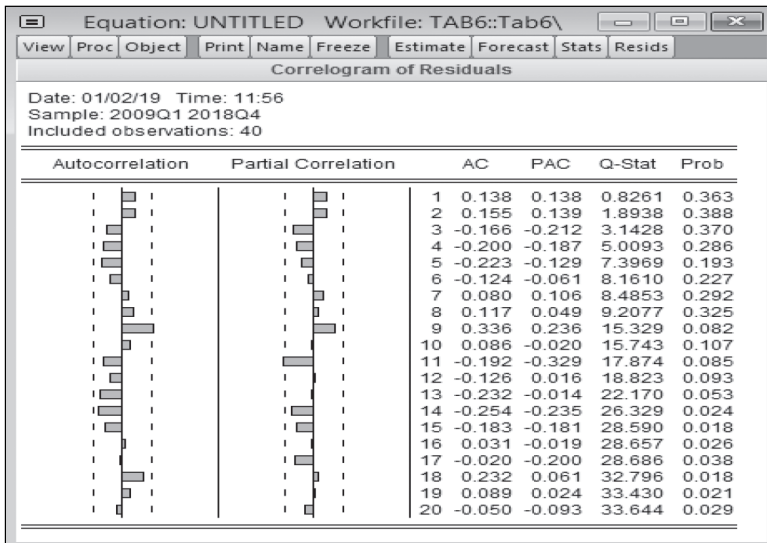 Equation: UNTITLED Workfile: TAB6::Tab6\
View Proc Object Print Name Freeze Estimate Forecast Stats Resids
Correlogram of Residuals
Date: 01/02/19 Time: 11:56
Sample: 2009Q1 2018Q4
Included observations: 40
Autocorrelation Partial Correlation AC PAC Q-Stat Prob
1 0.138 0.138 0.8261 0.363
2 0.155 0.139 1.8938 0.388
3 -0.166 -0.212 3.1428 0.370
4 -0.200 -0.187 5.0093 0.286
5 -0.223 -0.129 7.3969 0.193
6 -0.124 -0.061 8.1610 0.227
7 0.080 0.106 8.4853 0.292
8 0.117 0.049 9.2077 0.325
9 0.336 0.236 15.329 0.082
10 0.086 -0.020 15.743 0.107
11 -0.192 -0.329 17.874 0.085
12 -0.126 0.016 18.823 0.093
13 -0.232 -0.014 22.170 0.053
14 -0.254 -0.235 26.329 0.024
15 -0.183 -0.181 28.590 0.018
16 0.031 -0.019 28.657 0.026
17 -0.020 -0.200 28.686 0.038
18 0.232 0.061 32.796 0.018
19 0.089 0.024 33.430 0.021
20 -0.050 -0.093 33.644 0.029